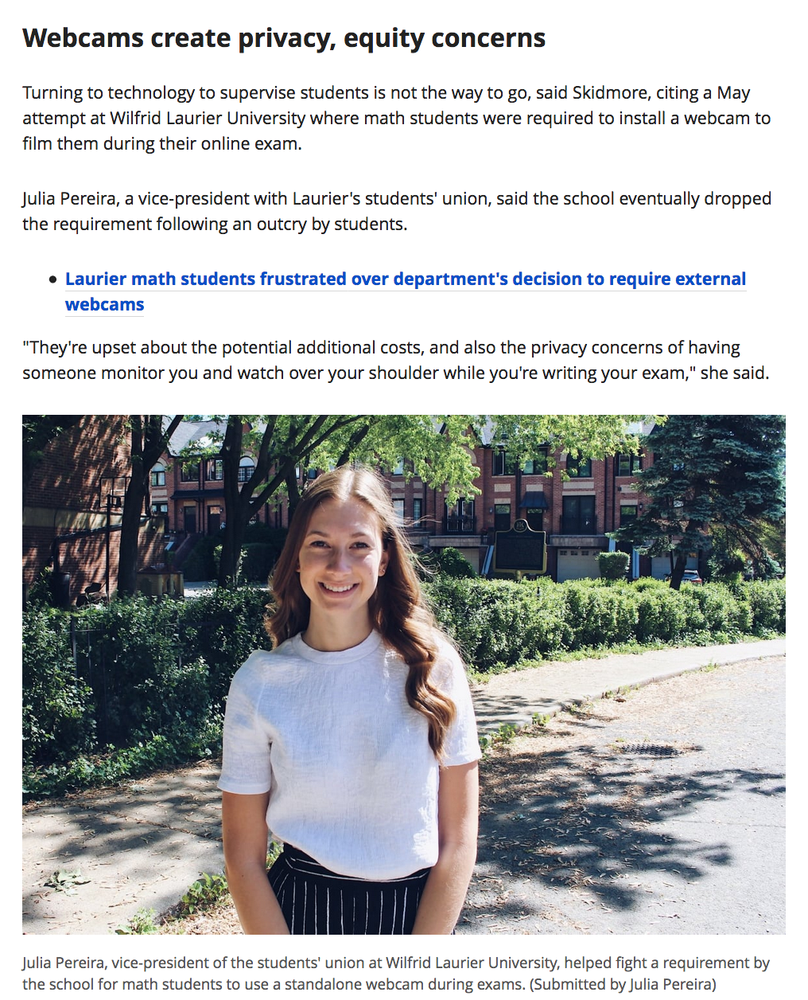 Webcams create privacy, equity concerns
Turning to technology to supervise students is not the way to go, said Skidmore, citing a May
attempt at Wilfrid Laurier University where math students were required to install a webcam to
film them during their online exam.
Julia Pereira, a vice-president with Laurier's students' union, said the school eventually dropped
the requirement following an outcry by students.
• Laurier math students frustrated over department's decision to require external
webcams
"They're upset about the potential additional costs, and also the privacy concerns of having
someone monitor you and watch over your shoulder while you're writing your exam," she said.
Julia Pereira, vice-president of the students' union at Wilfrid Laurier University, helped fight a requirement by
the school for math students to use a standalone webcam during exams. (Submitted by Julia Pereira)